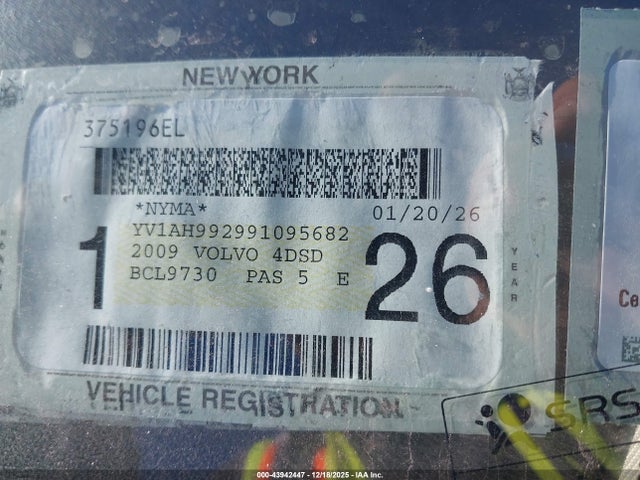 NEW YORK
375196EL
*NYMA*
01/20/26
YV1AH992991095682
2009 VOLVO 4DSD
BCL9730 PAS 5 E
1
26
YEAR
VEHICLE REGISTRATION
SRS
000-43942447 | 12/18/2025 - IAA Inc.